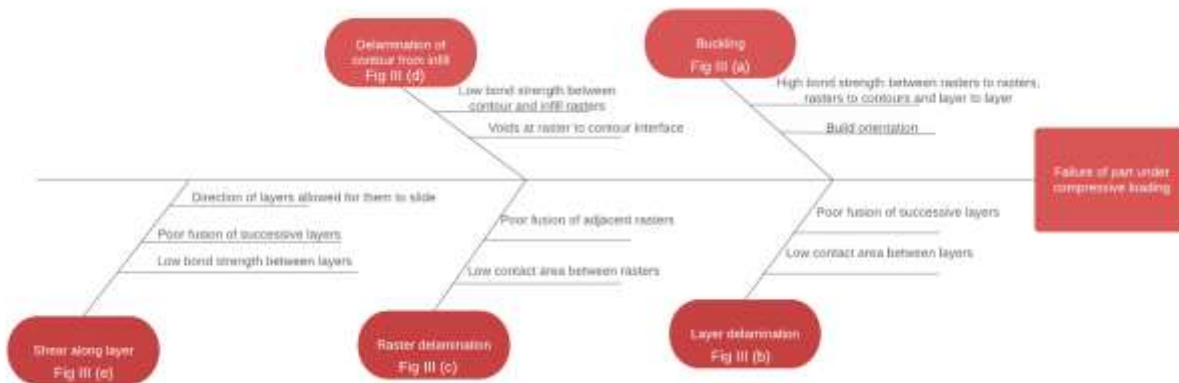 Delamination of
contour from infill
Fig III (d)
Low bond strength between
contour and infill rasters
Voids at raster to contour interface
Buckling
Fig III (a)
High bond strength between rasters to rasters,
rasters to contours and layer to layer
Build orientation
Failure of part under
compressive loading
Direction of layers allowed for them to slide
Poor fusion of successive layers
Low bond strength between layers
Shear along layer
Fig III (e)
Poor fusion of adjacent rasters
Low contact area between rasters
Raster delamination
Fig III (c)
Poor fusion of successive layers
Low contact area between layers
Layer delamination
Fig III (b)